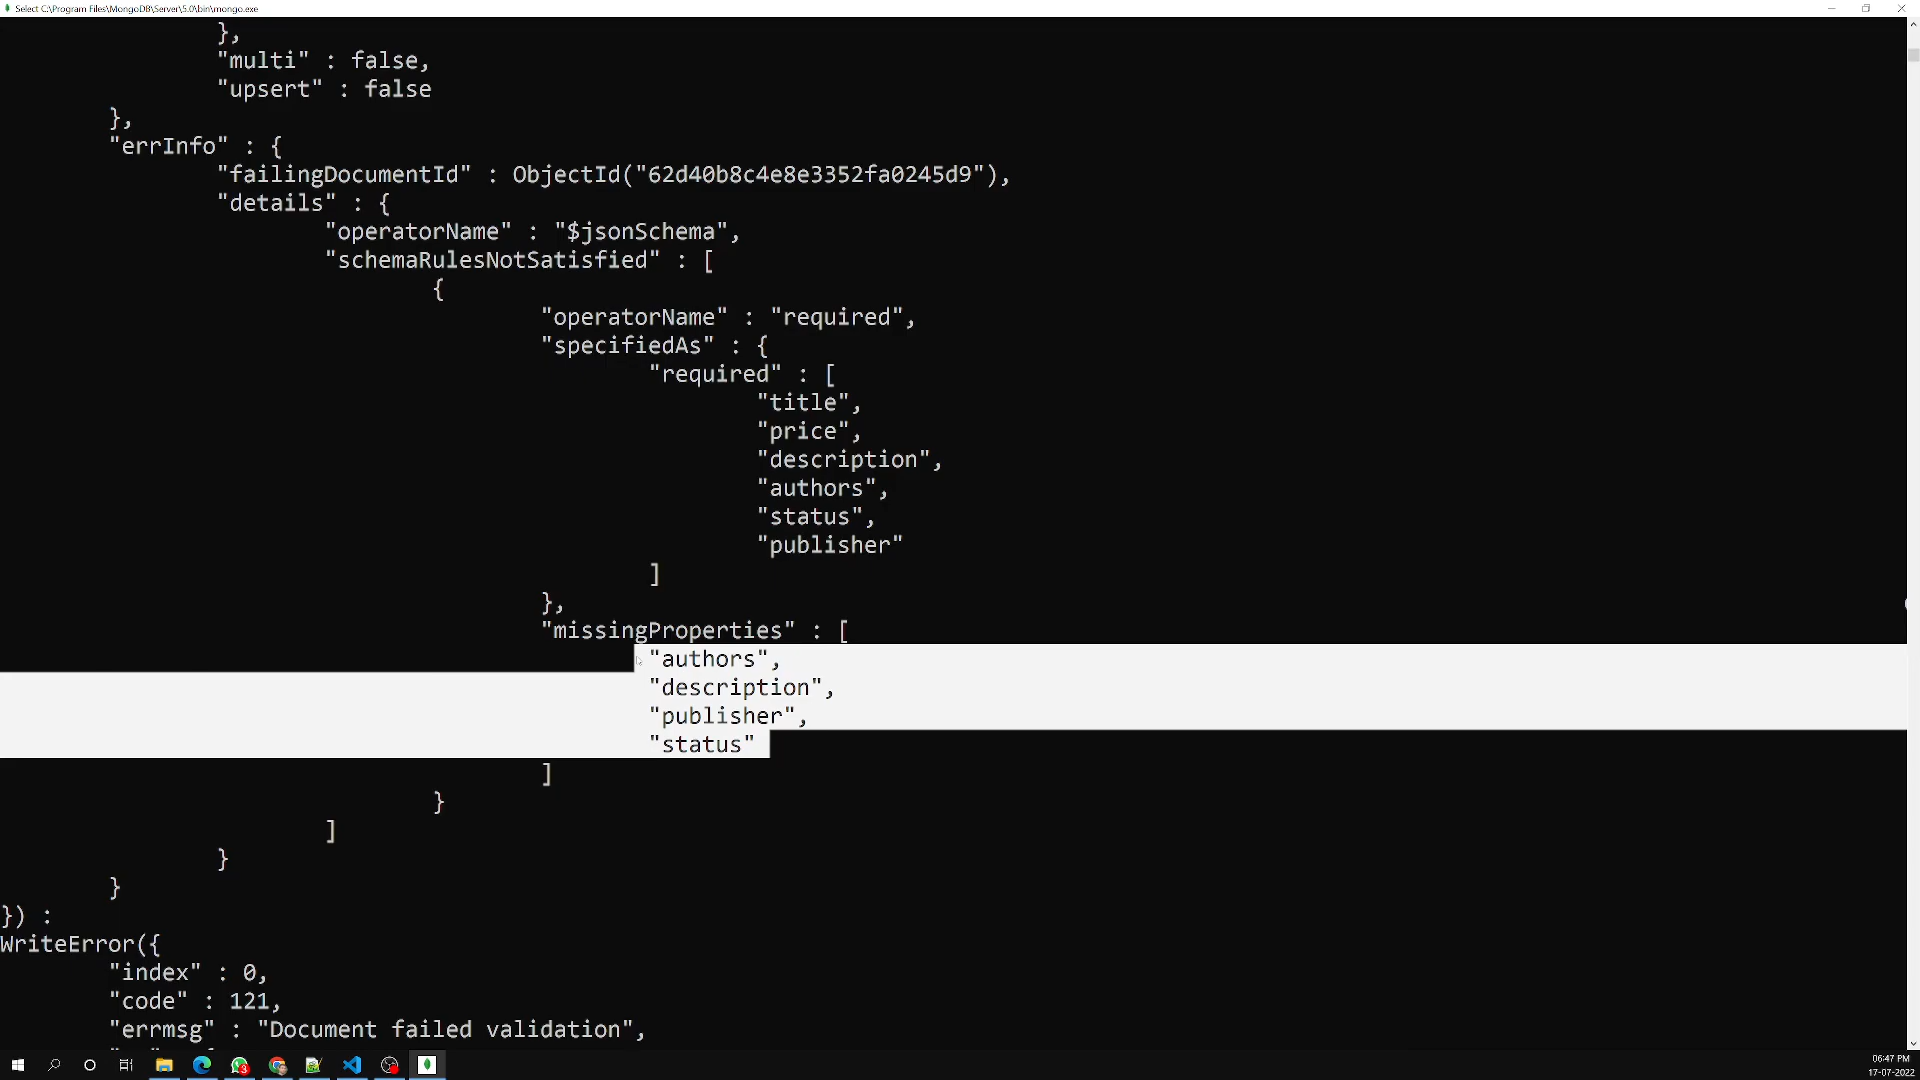 Select C:\Program Files\MongoDB\Server\5.0\bin\mongo.exe
},
"multi" : false,
"upsert" : false
},
"errInfo" : {
"failingDocumentId" : ObjectId("62d40b8c4e8e3352fa0245d9"),
"details" : {
"operatorName" : "$jsonSchema",
"schemaRulesNotSatisfied" : [
{
"operatorName" : "required",
"specifiedAs" : {
"required" : [
"title",
"price",
"description",
"authors",
"status",
"publisher"
]
},
"missingProperties" : [
"authors",
"description",
"publisher",
"status"
]
}
]
}
}
}) :
WriteError({
"index" : 0,
"code" : 121,
"errmsg" : "Document failed validation",
3
06:47 PM
17-07-2022